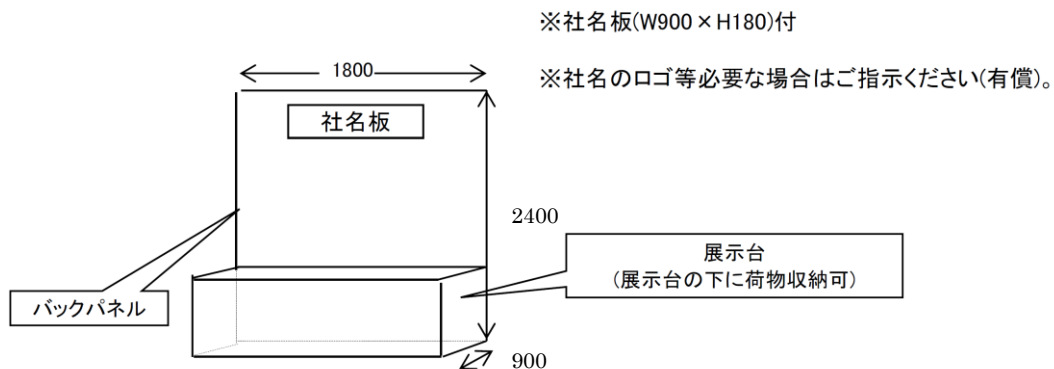 ※社名板(W900×H180)付
※社名のロゴ等必要な場合はご指示ください(有償)。
1800
社名板
2400
展示台
(展示台の下に荷物収納可)
バックパネル
900